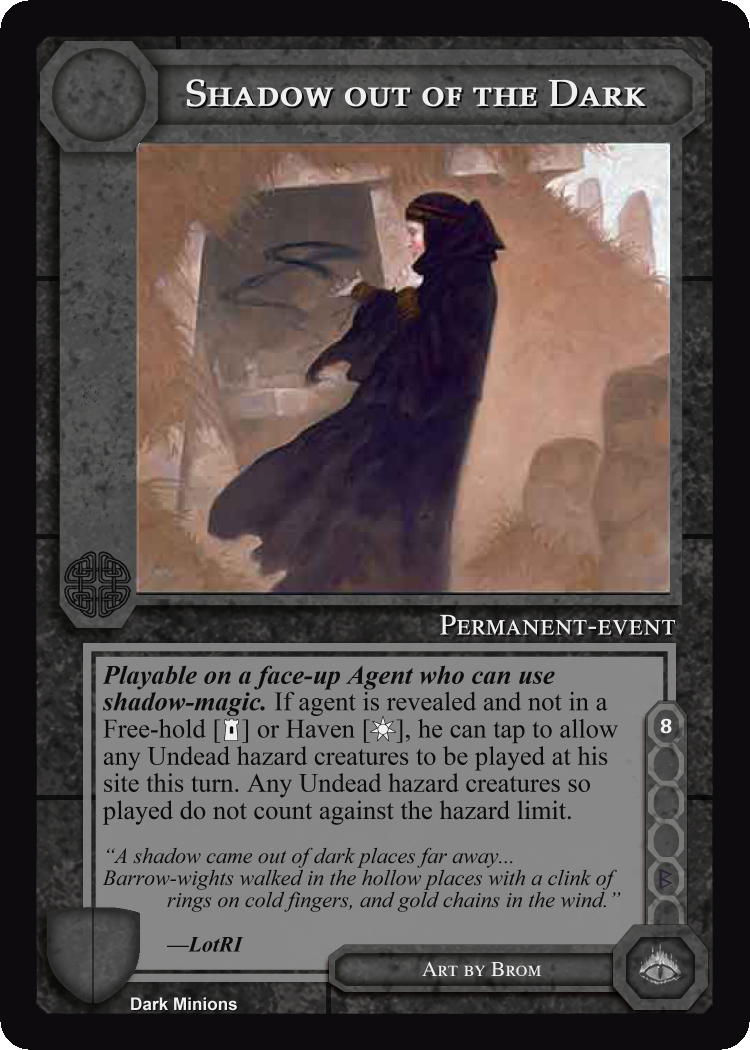 Shadow out of the Dark
Permanent-event
Playable on a face-up Agent who can use
shadow-magic. If agent is revealed and not in a
Free-hold [] or Haven [], he can tap to allow
any Undead hazard creatures to be played at his
site this turn. Any Undead hazard creatures so
played do not count against the hazard limit.
8
“A shadow came out of dark places far away...
Barrow-wights walked in the hollow places with a clink of
rings on cold fingers, and gold chains in the wind.”
—LotRI
B
Art by Brom
Dark Minions